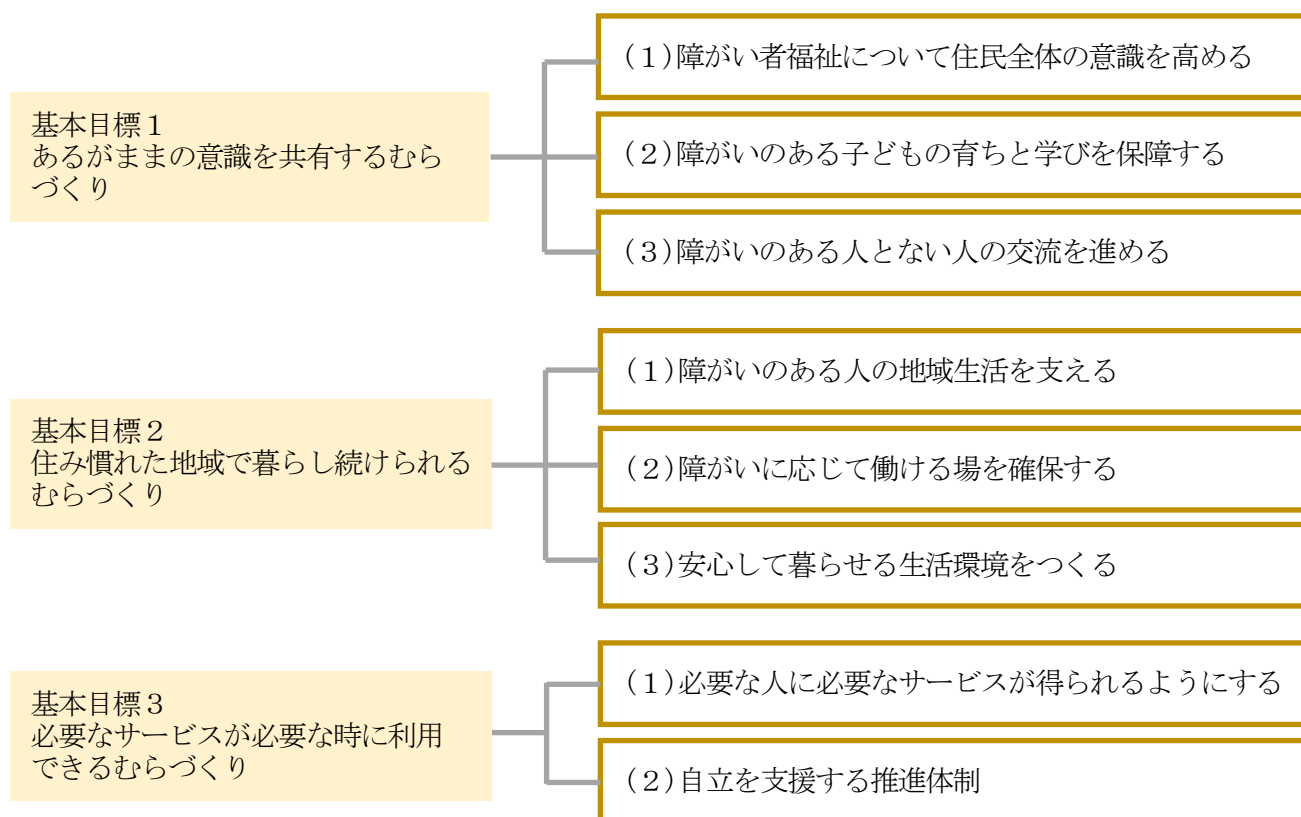 基本目標１
あるがままの意識を共有するむら
づくり
（１）障がい者福祉について住民全体の意識を高める
（２）障がいのある子どもの育ちと学びを保障する
（３）障がいのある人とない人の交流を進める
基本目標２
住み慣れた地域で暮らし続けられる
むらづくり
（１）障がいのある人の地域生活を支える
（２）障がいに応じて働ける場を確保する
（３）安心して暮らせる生活環境をつくる
基本目標３
必要なサービスが必要な時に利用
できるむらづくり
（１）必要な人に必要なサービスが得られるようにする
（２）自立を支援する推進体制